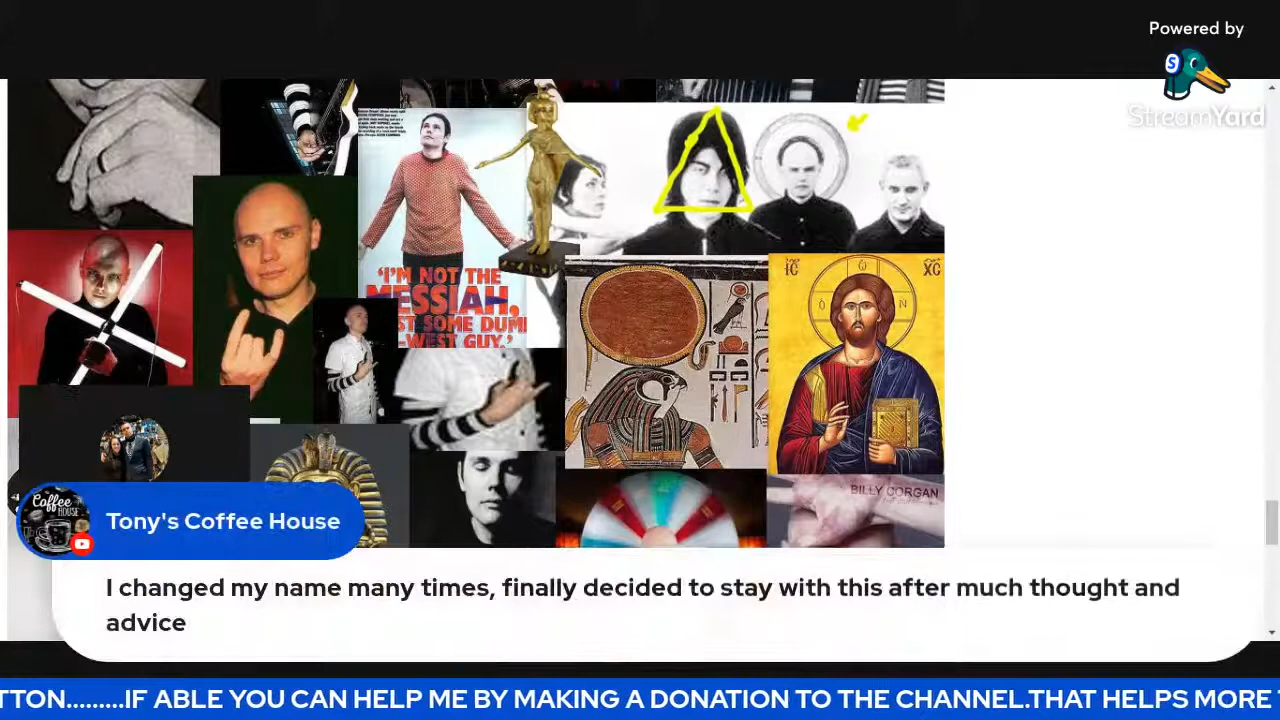 Powered by
S
StreamYard
'I'M NOT THE
MESSIAH,
ST SOME DUM
-WEST GUY.'
IC
ω
XC
O
N
BILLY CORGAN
Coffee
HOUSE
Tony's Coffee House
I changed my name many times, finally decided to stay with this after much thought and
advice
TTON.........IF ABLE YOU CAN HELP ME BY MAKING A DONATION TO THE CHANNEL.THAT HELPS MORE